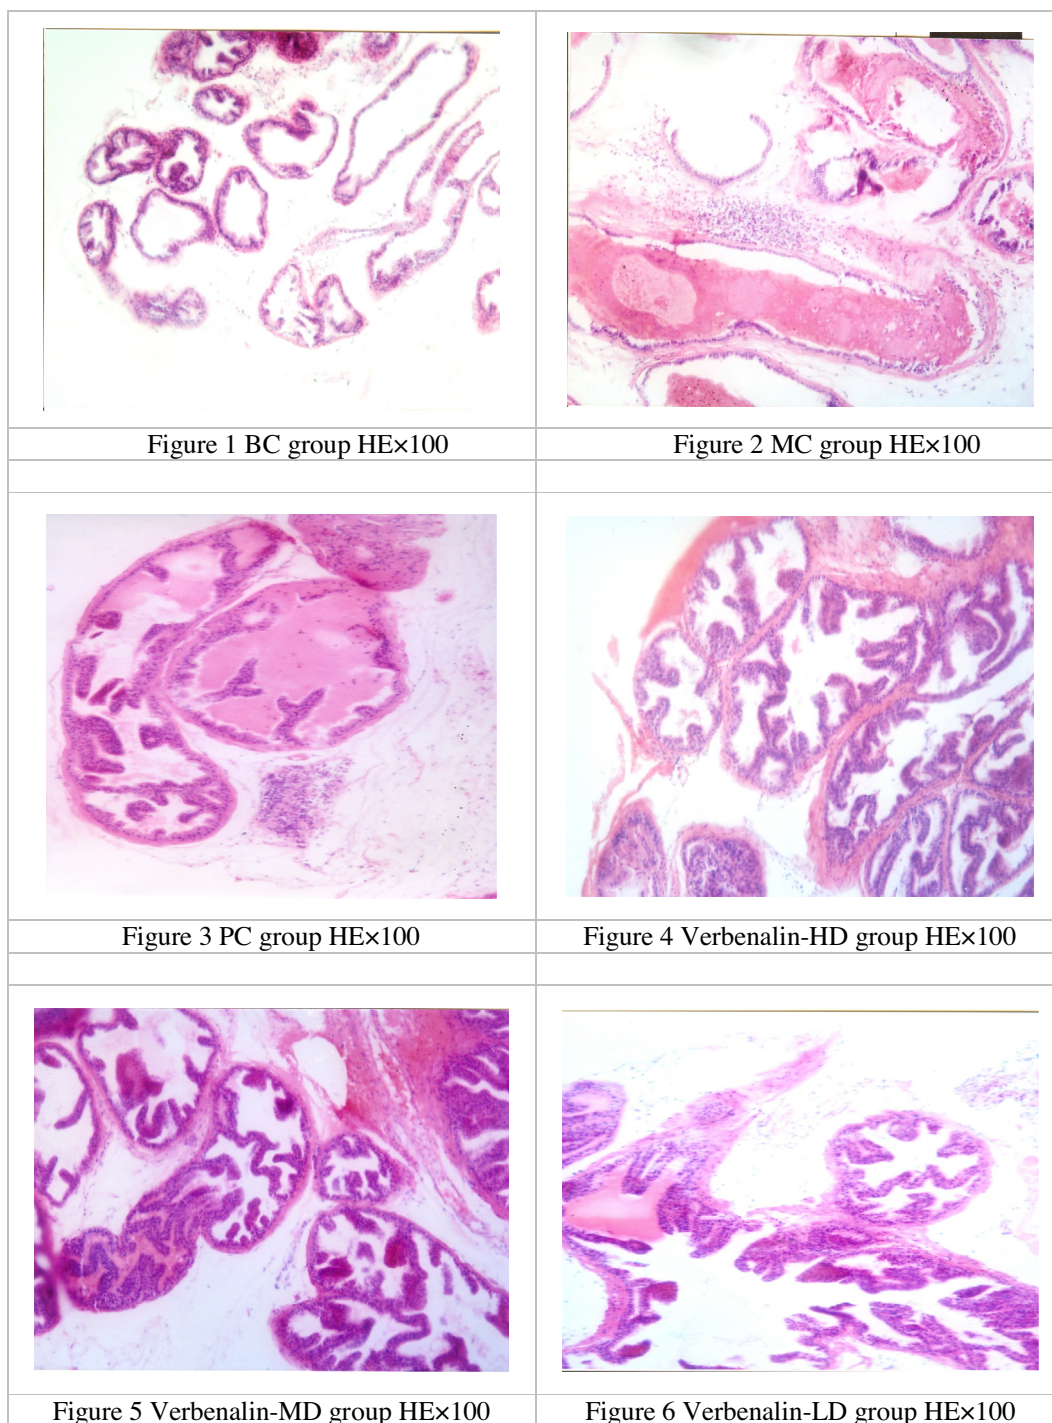 Figure 1 BC group HE×100
Figure 2 MC group HE×100
Figure 3 PC group HE×100
Figure 4 Verbenalin-HD group HE×100
Figure 5 Verbenalin-MD group HE×100
Figure 6 Verbenalin-LD group HE×100